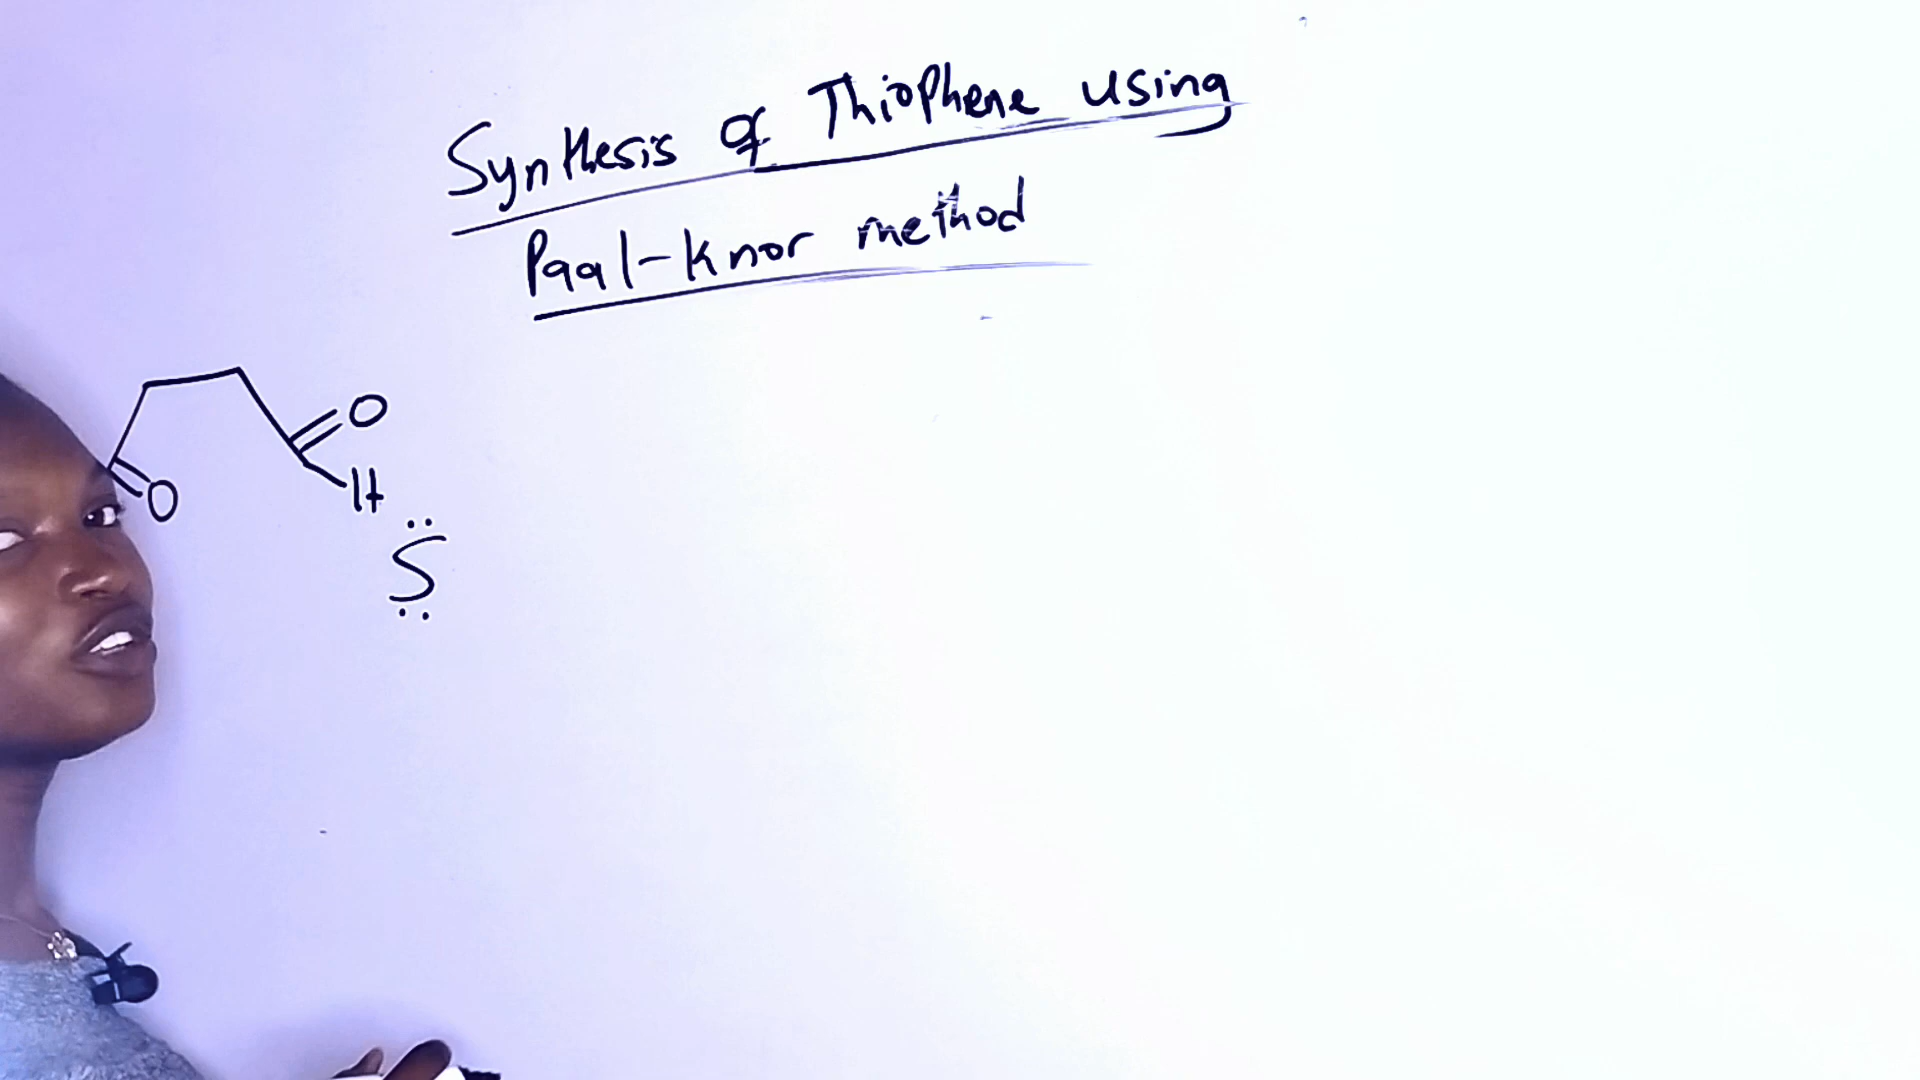 Synthesis of Thiophene using
Paal-Knor method
O
O
H
S